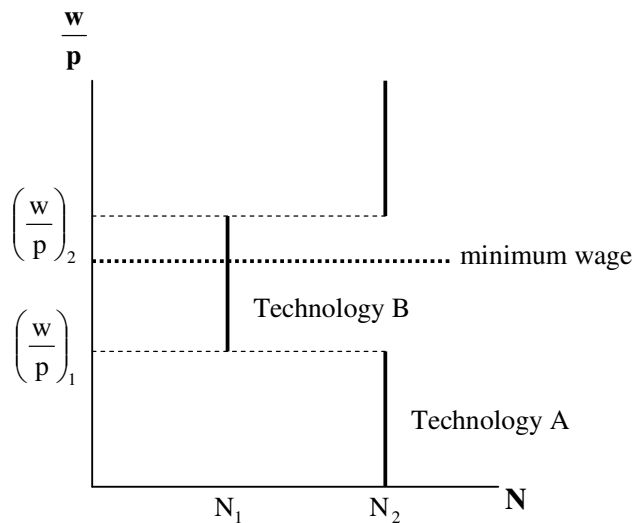 w
p
(w/p)₂
minimum wage
Technology B
(w/p)₁
Technology A
N₁
N₂
N